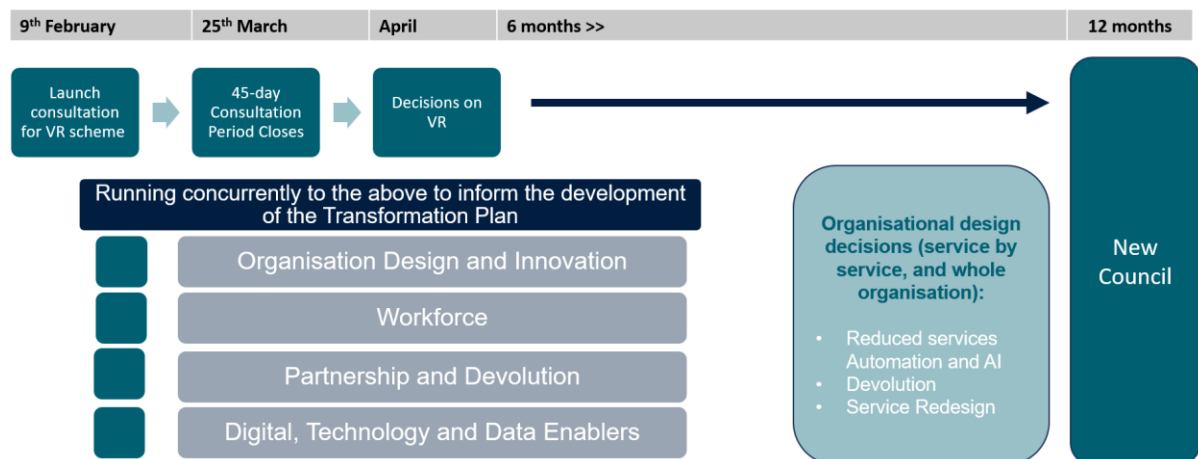 9th February 25th March April 6 months >> 12 months
Launch
consultation
for VR scheme
45-day
Consultation
Period Closes
Decisions on
VR
Running concurrently to the above to inform the development
of the Transformation Plan
Organisation Design and Innovation
Workforce
Partnership and Devolution
Digital, Technology and Data Enablers
Organisational design
decisions (service by
service, and whole
organisation):
• Reduced services
Automation and AI
• Devolution
• Service Redesign
New
Council